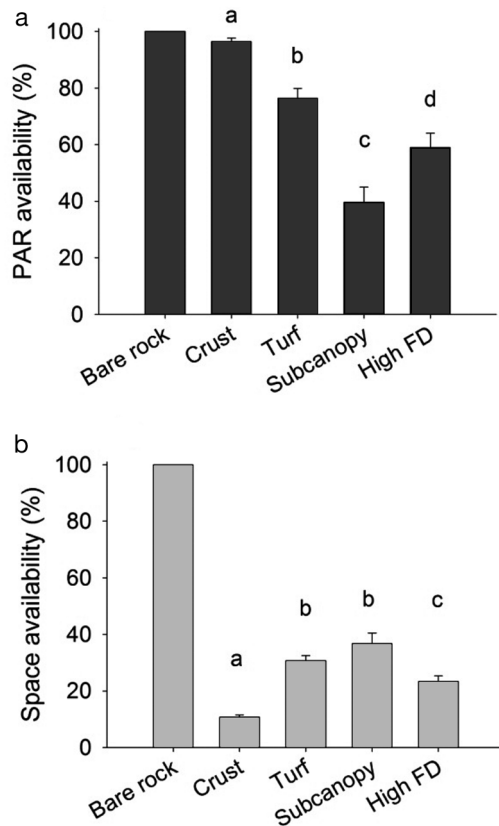 a
PAR availability (%)
100
80
60
40
20
0
a
b
c
d
Bare rock
Crust
Turf
Subcanopy
High FD
b
Space availability (%)
100
80
60
40
20
0
a
b
b
c
Bare rock
Crust
Turf
Subcanopy
High FD